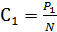 C₁ = P₁/N